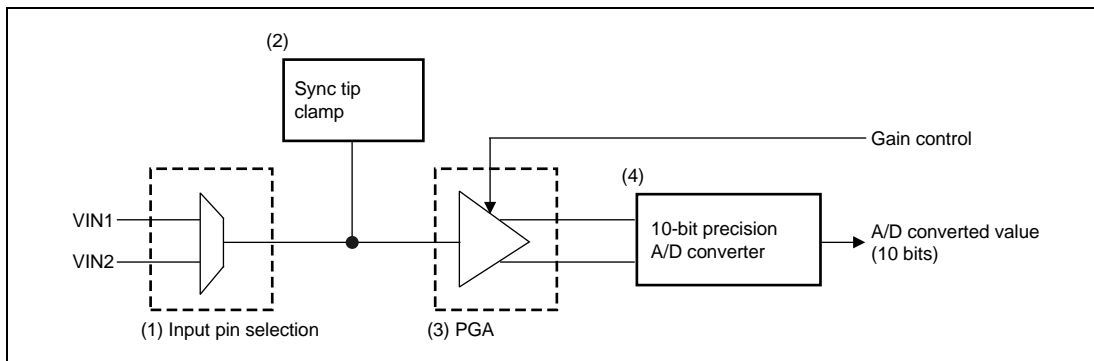 (2)
Sync tip
clamp
Gain control
(4)
VIN1
VIN2
10-bit precision
A/D converter
A/D converted value
(10 bits)
(1) Input pin selection
(3) PGA